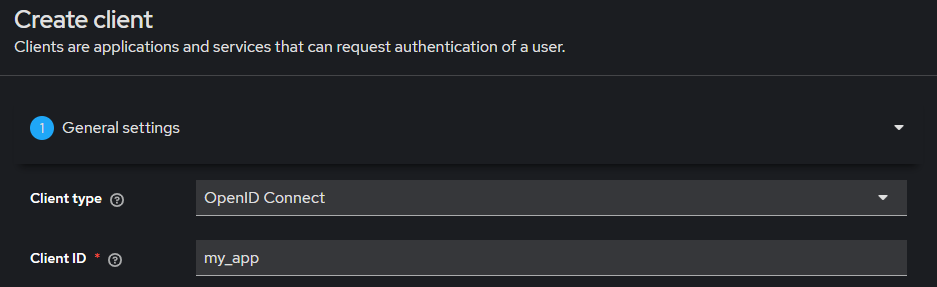 Create client
Clients are applications and services that can request authentication of a user.
1 General settings
Client type ? OpenID Connect
Client ID * ? my_app